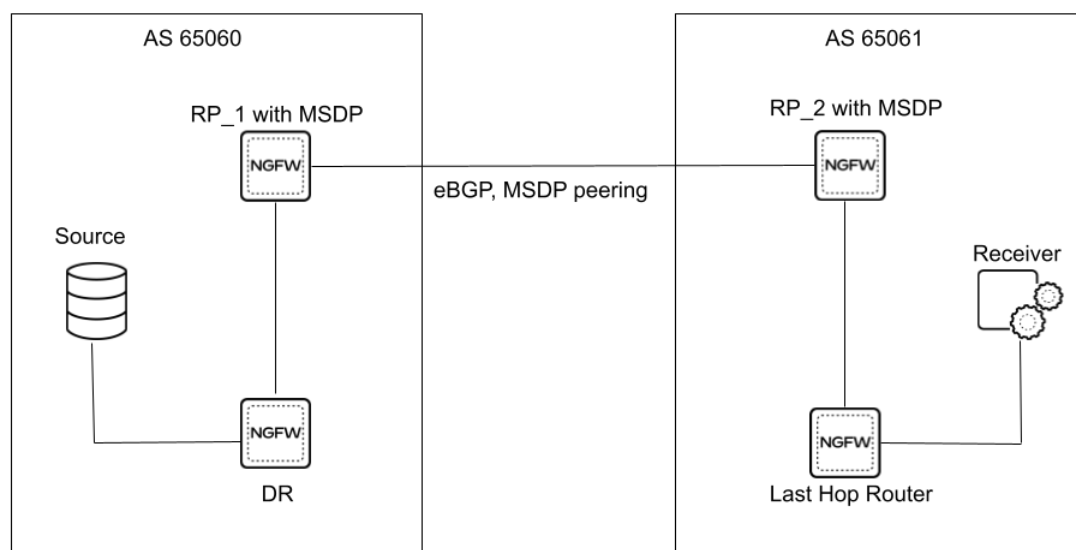 AS 65060
AS 65061
RP_1 with MSDP
RP_2 with MSDP
NGFW
NGFW
eBGP, MSDP peering
Source
Receiver
NGFW
NGFW
DR
Last Hop Router